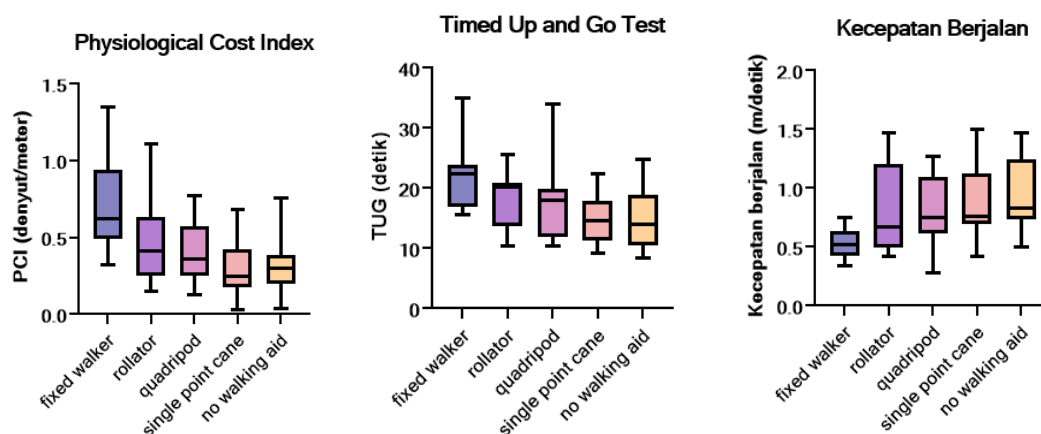 Physiological Cost Index
PCI (denyut/meter)
1.5
1.0
0.5
0.0
fixed walker
rollator
quadripod
single point cane
no walking aid
Timed Up and Go Test
TUG (detik)
40
30
20
10
0
fixed walker
rollator
quadripod
single point cane
no walking aid
Kecepatan Berjalan
Kecepatan berjalan (m/detik)
2.0
1.5
1.0
0.5
0.0
fixed walker
rollator
quadripod
single point cane
no walking aid